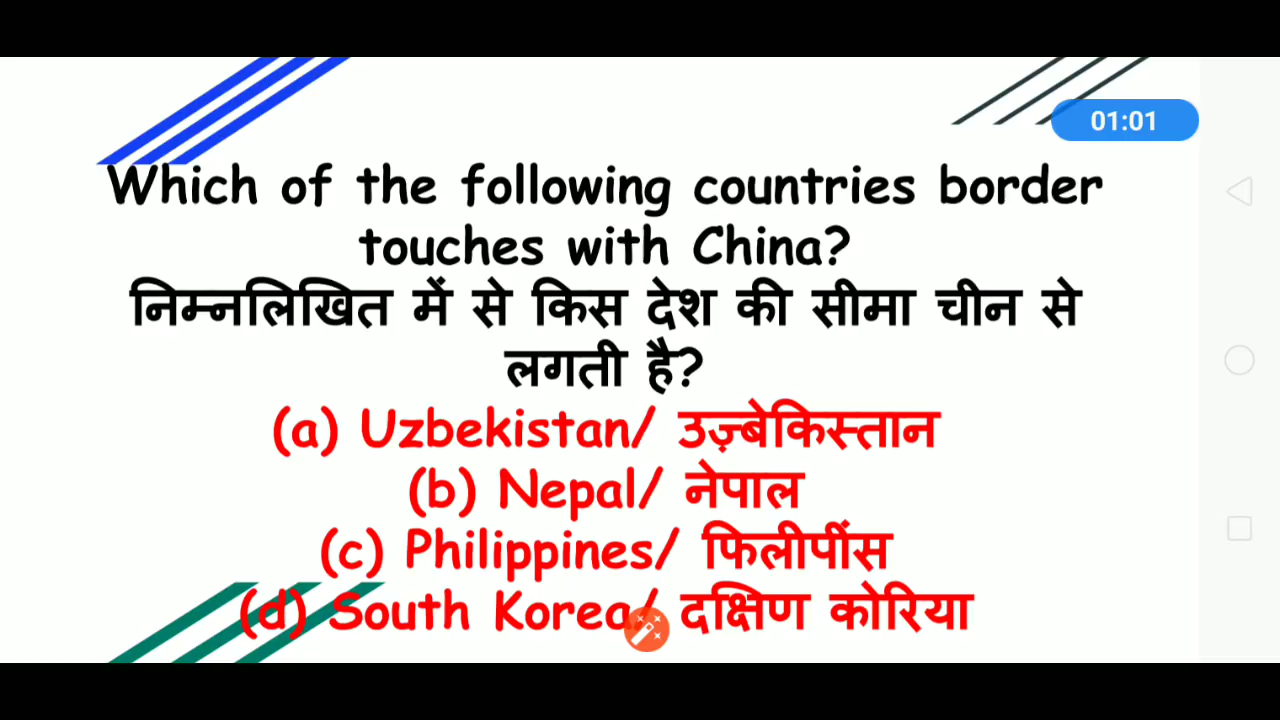 01:01
Which of the following countries border
touches with China?
निम्नलिखित में से किस देश की सीमा चीन से
लगती है?
(a) Uzbekistan/ उज़्बेकिस्तान
(b) Nepal/ नेपाल
(c) Philippines/ फिलीपींस
(d) South Korea/ दक्षिण कोरिया